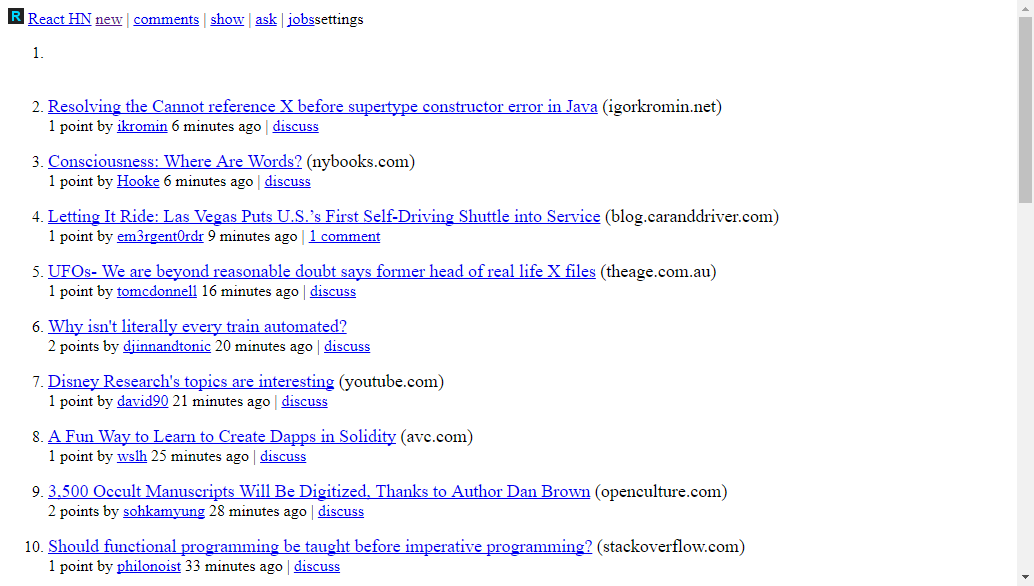 R React HN new | comments | show | ask | jobssettings
1.
2. Resolving the Cannot reference X before supertype constructor error in Java (igorkromin.net)
1 point by ikromin 6 minutes ago | discuss
3. Consciousness: Where Are Words? (nybooks.com)
1 point by Hooke 6 minutes ago | discuss
4. Letting It Ride: Las Vegas Puts U.S.’s First Self-Driving Shuttle into Service (blog.caranddriver.com)
1 point by em3rgent0rdr 9 minutes ago | 1 comment
5. UFOs- We are beyond reasonable doubt says former head of real life X files (theage.com.au)
1 point by tomcdonnell 16 minutes ago | discuss
6. Why isn't literally every train automated?
2 points by djinnandtonic 20 minutes ago | discuss
7. Disney Research's topics are interesting (youtube.com)
1 point by david90 21 minutes ago | discuss
8. A Fun Way to Learn to Create Dapps in Solidity (avc.com)
1 point by wslh 25 minutes ago | discuss
9. 3,500 Occult Manuscripts Will Be Digitized, Thanks to Author Dan Brown (openculture.com)
2 points by sohkamyung 28 minutes ago | discuss
10. Should functional programming be taught before imperative programming? (stackoverflow.com)
1 point by philonoist 33 minutes ago | discuss